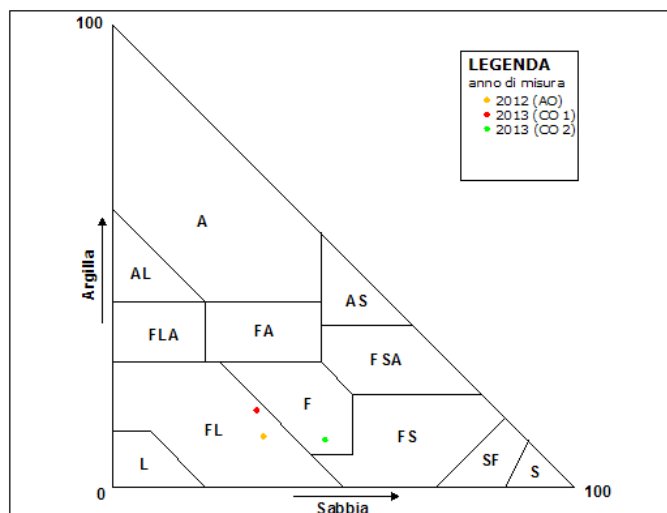 100
LEGENDA
anno di misura
2012 (AO)
2013 (CO 1)
2013 (CO 2)
A
AL
AS
Argilla
FLA
FA
FSA
F
FL
FS
L
SF
S
0
100
Sabbia